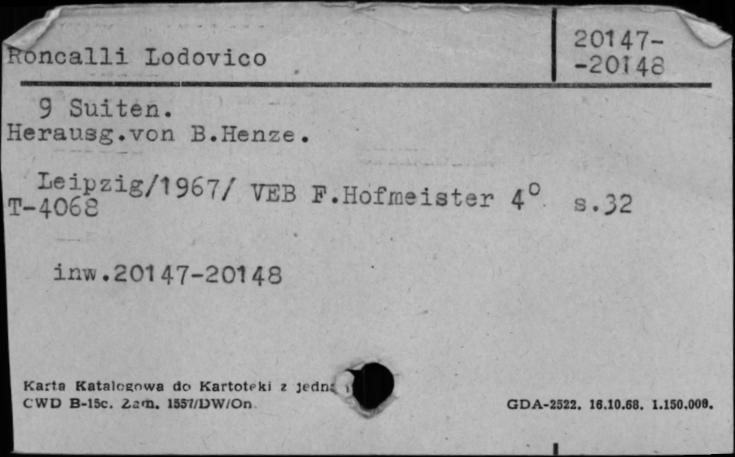 Roncalli Lodovico
20147-
-20148
9 Suiten.
Herausg.von B.Henze.
Leipzig/1967/ VEB F.Hofmeister 4° s.32
T-4068
inw.20147-20148
Karta Katalogowa do Kartoteki z jedn
CWD B-15c. Zam. 1557/DW/On.
GDA-2522. 16.10.68. 1.150.000.